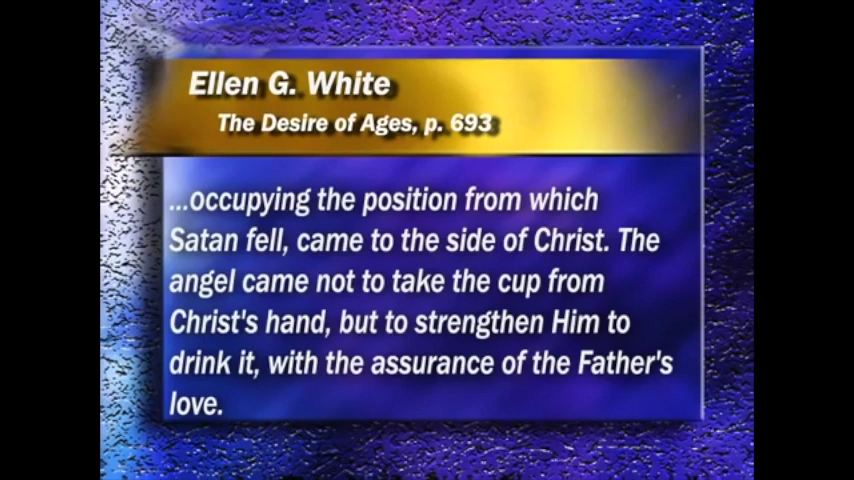 Ellen G. White
The Desire of Ages, p. 693
...occupying the position from which
Satan fell, came to the side of Christ. The
angel came not to take the cup from
Christ's hand, but to strengthen Him to
drink it, with the assurance of the Father's
love.